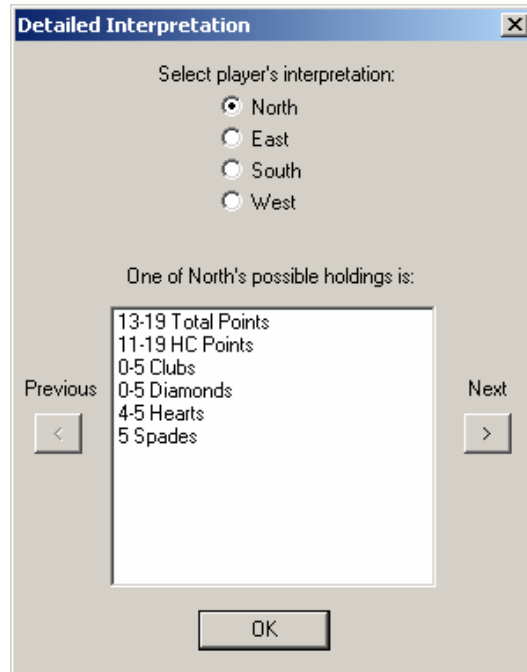 Detailed Interpretation
Select player's interpretation:
North
East
South
West
One of North's possible holdings is:
13-19 Total Points
11-19 HC Points
0-5 Clubs
0-5 Diamonds
4-5 Hearts
5 Spades
Previous
<
Next
>
OK